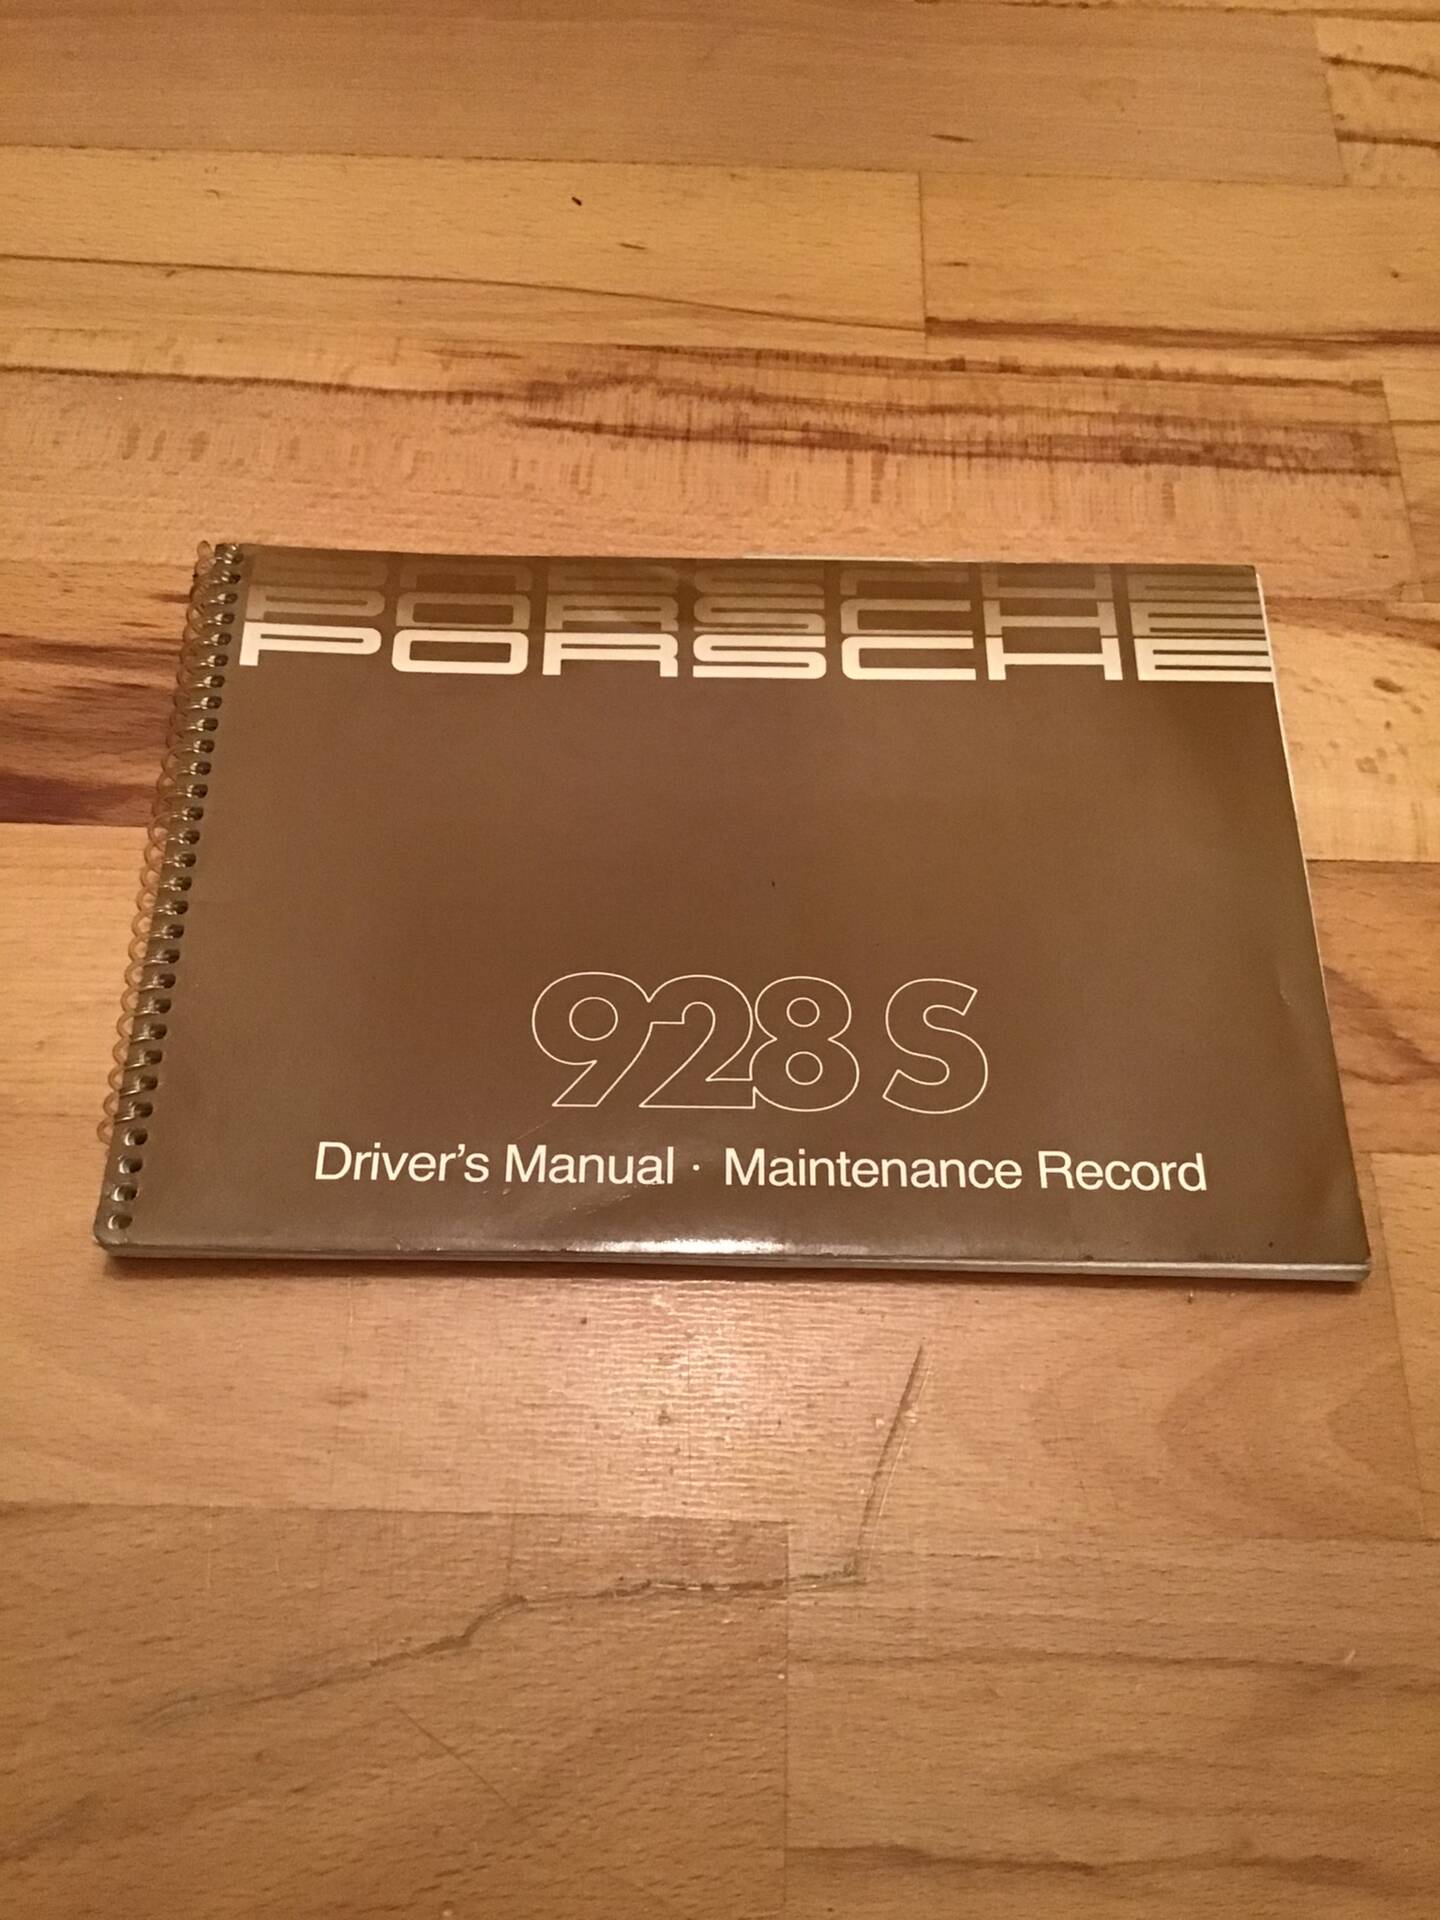 PORSCHE
PORSCHE
PORSCHE
928 S
Driver's Manual · Maintenance Record